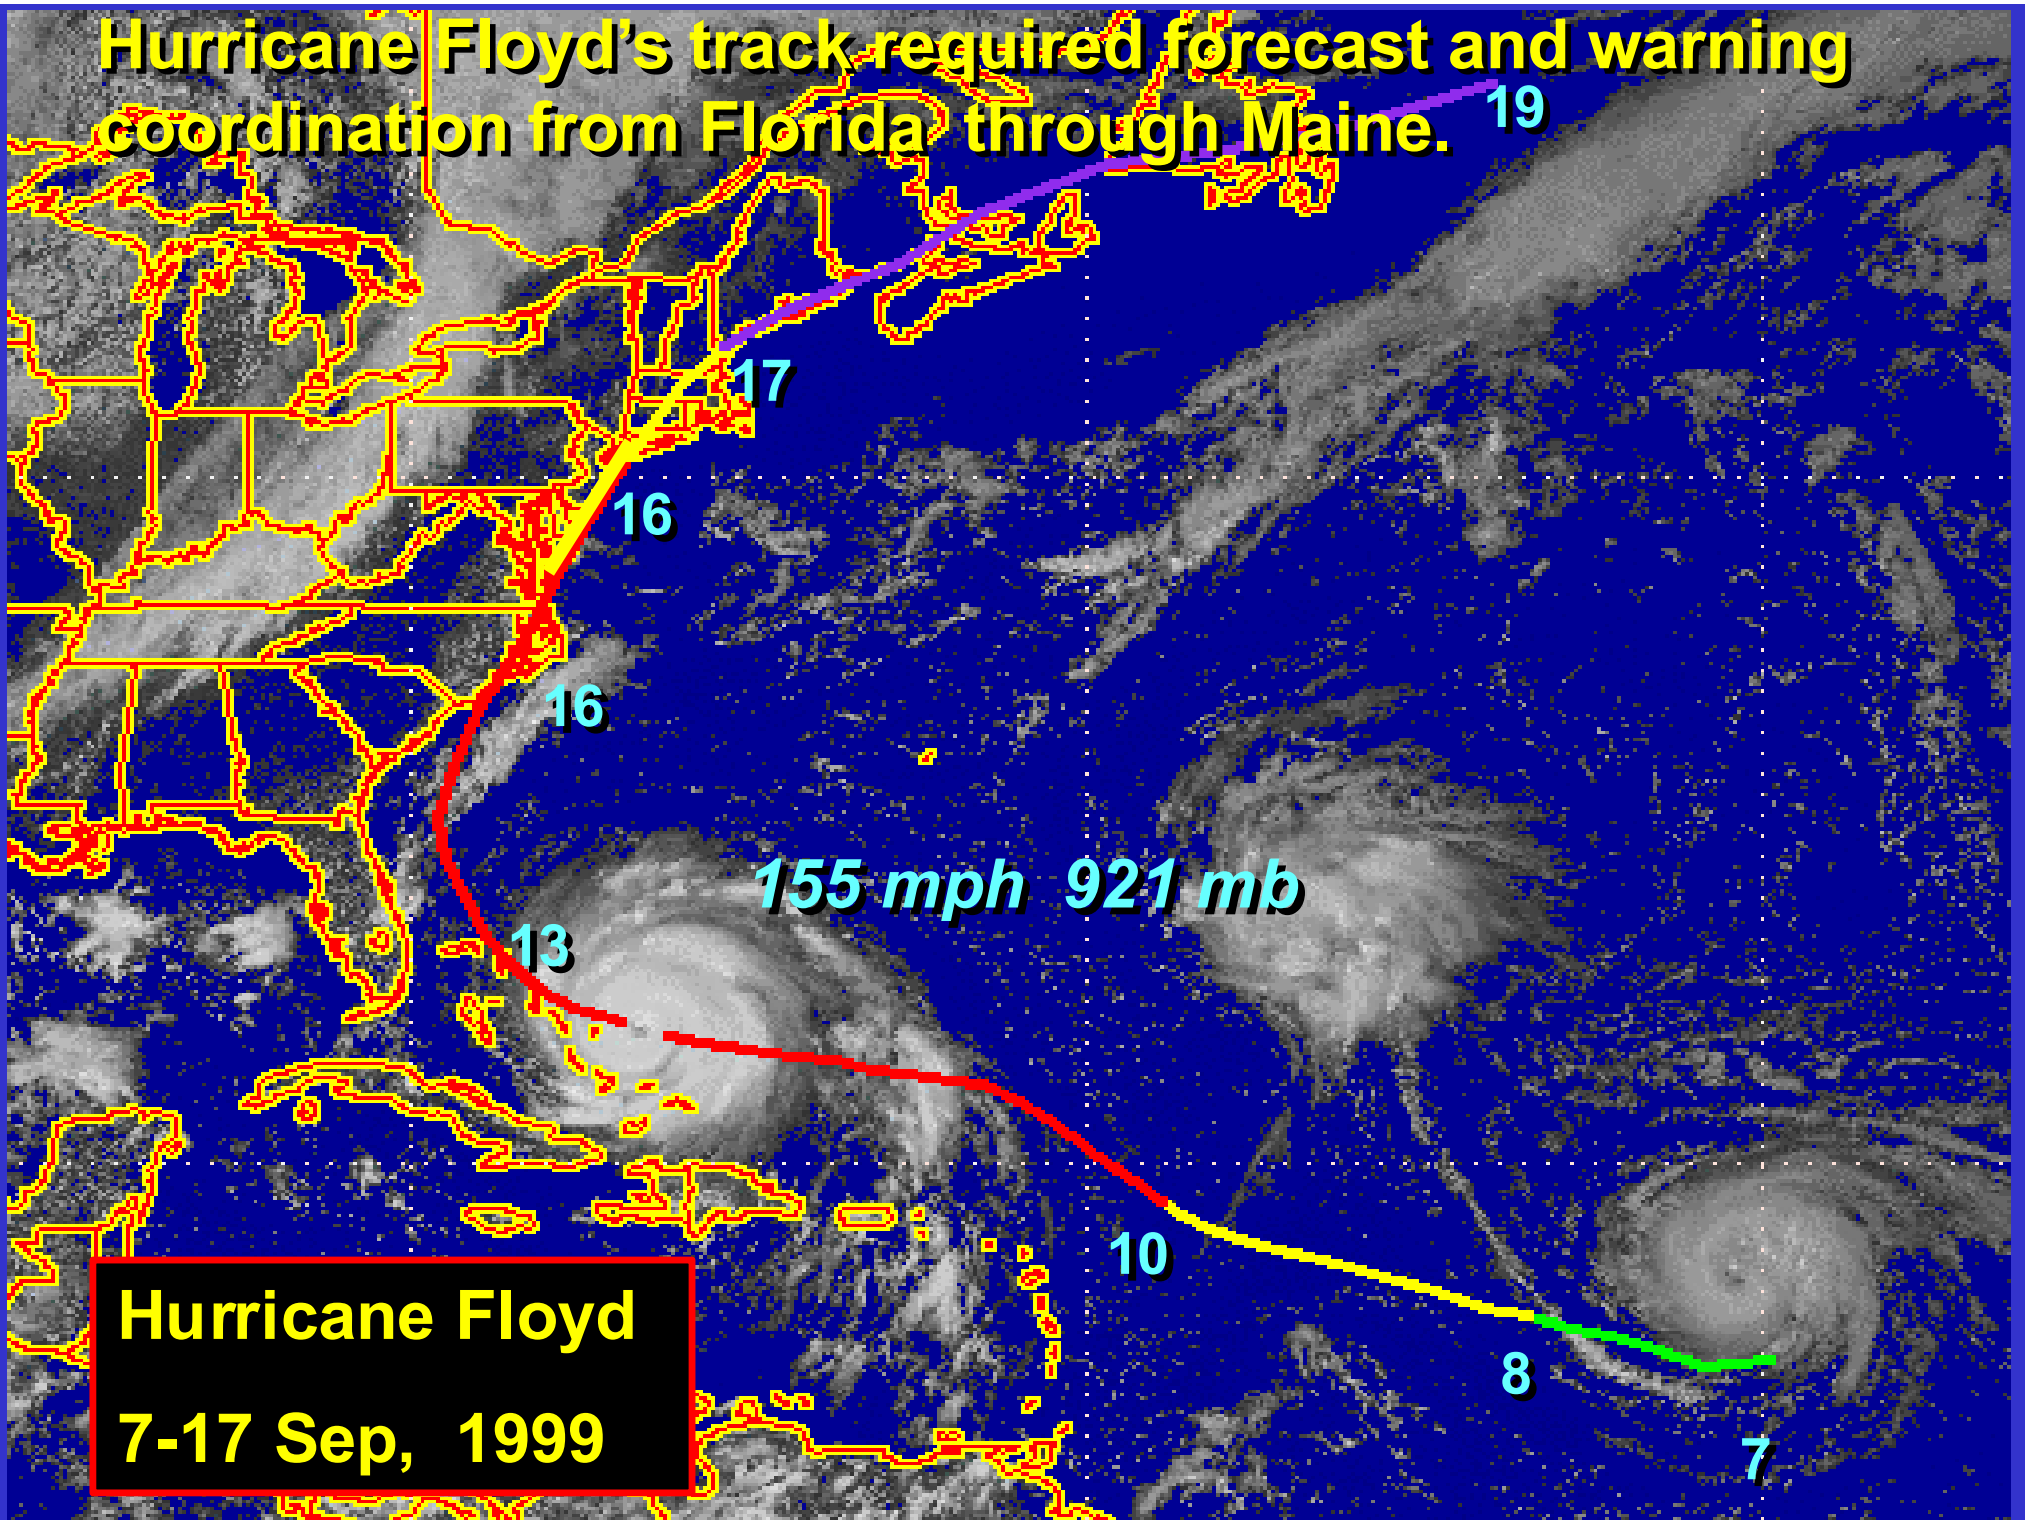 Hurricane Floyd’s track required forecast and warning
coordination from Florida through Maine.
19
17
16
16
155 mph 921 mb
13
10
8
7
Hurricane Floyd
7-17 Sep, 1999